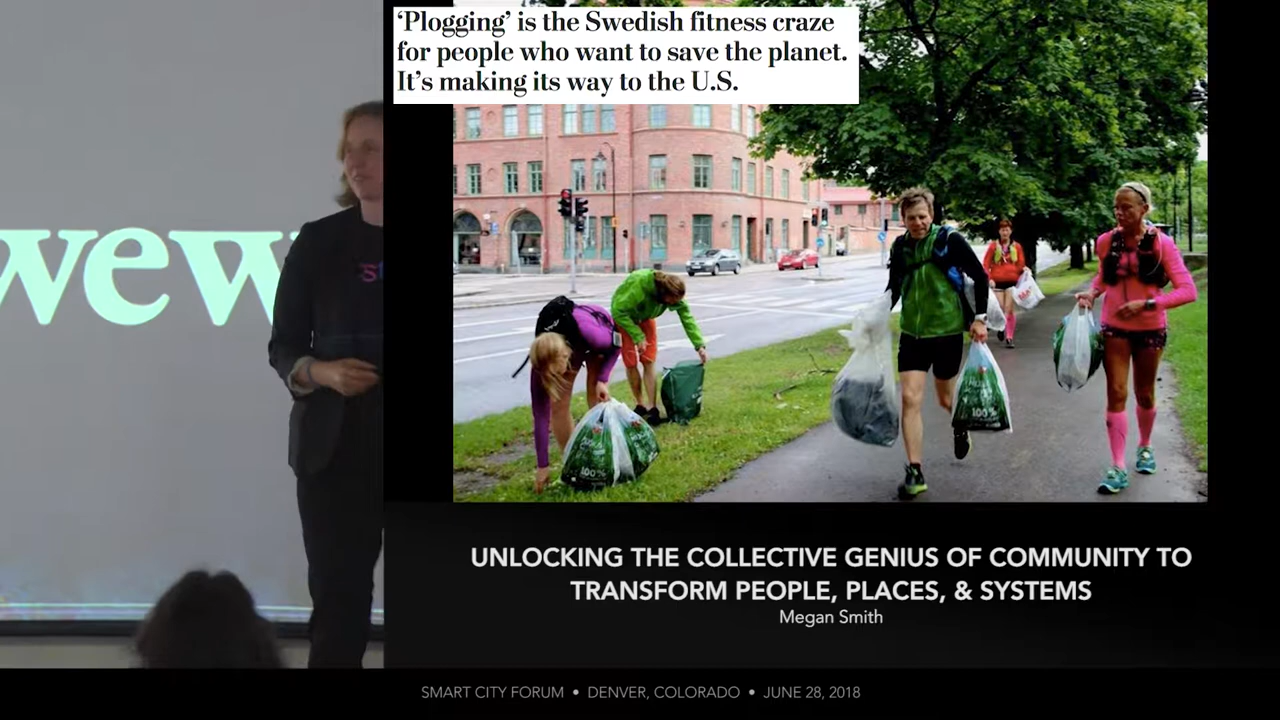 ‘Plogging’ is the Swedish fitness craze
for people who want to save the planet.
It’s making its way to the U.S.
wew
100%
100%
UNLOCKING THE COLLECTIVE GENIUS OF COMMUNITY TO
TRANSFORM PEOPLE, PLACES, & SYSTEMS
Megan Smith
SMART CITY FORUM • DENVER, COLORADO • JUNE 28, 2018